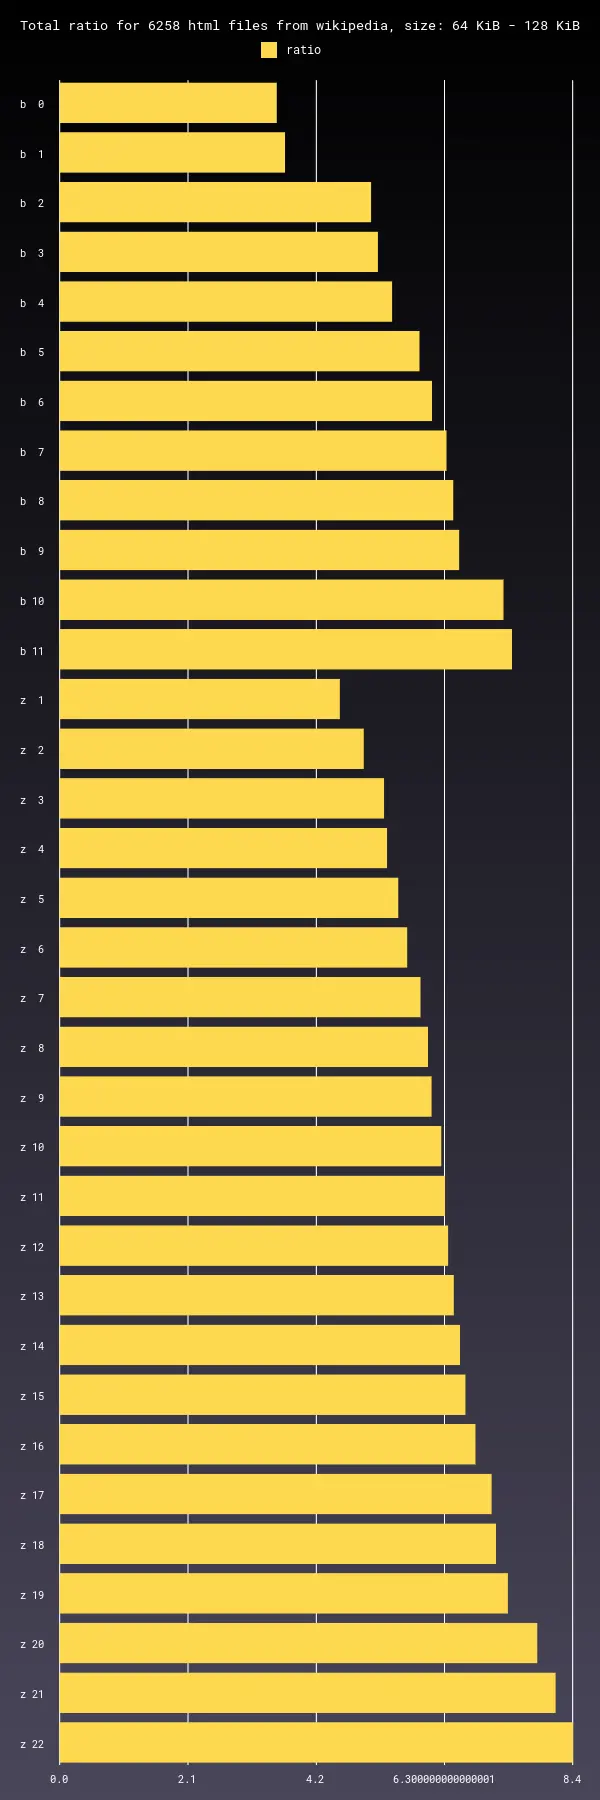 Total ratio for 6258 html files from wikipedia, size: 64 KiB - 128 KiB
ratio
b 0
b 1
b 2
b 3
b 4
b 5
b 6
b 7
b 8
b 9
b 10
b 11
z 1
z 2
z 3
z 4
z 5
z 6
z 7
z 8
z 9
z 10
z 11
z 12
z 13
z 14
z 15
z 16
z 17
z 18
z 19
z 20
z 21
z 22
0.0 2.1 4.2 6.300000000000001 8.4